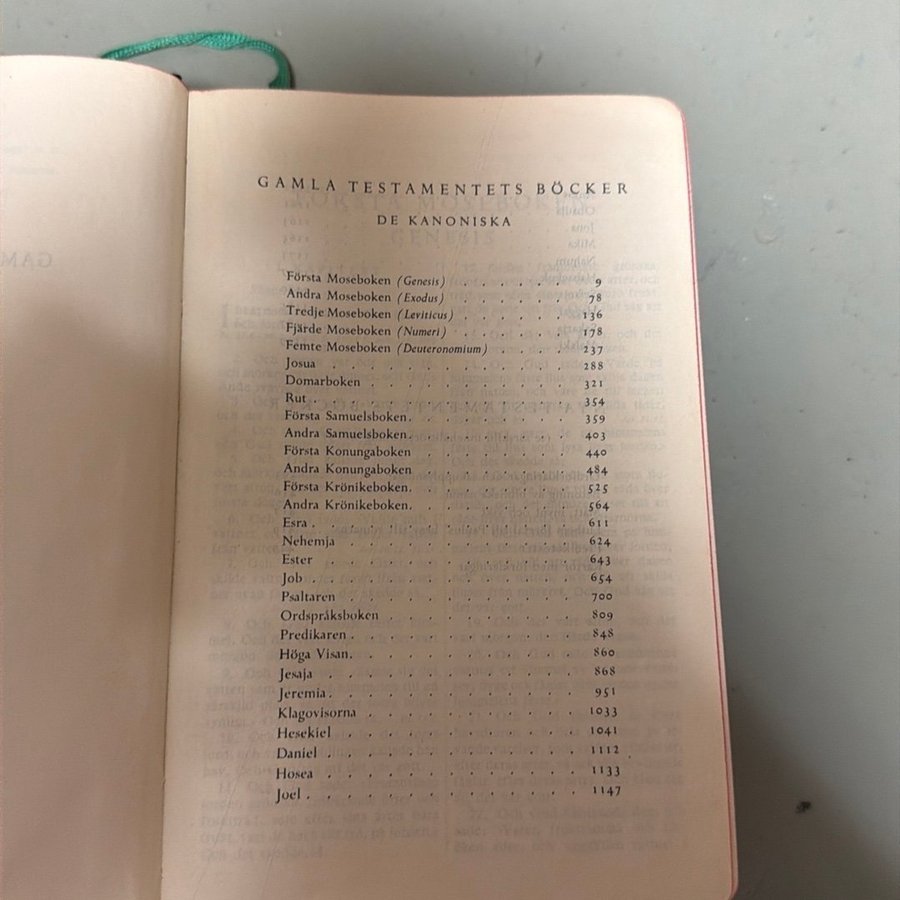 GAMLA TESTAMENTETS BÖCKER
DE KANONISKA
Första Moseboken (Genesis) . . . . . . . 9
Andra Moseboken (Exodus) . . . . . . . 78
Tredje Moseboken (Leviticus) . . . . . . 136
Fjärde Moseboken (Numeri) . . . . . . . 178
Femte Moseboken (Deuteronomium) . . . . 237
Josua . . . . . . . . . . . . . . 288
Domarboken . . . . . . . . . . . 321
Rut . . . . . . . . . . . . . . . 354
Första Samuelsboken . . . . . . . . . 359
Andra Samuelsboken . . . . . . . . . 403
Första Konungaboken . . . . . . . . . 440
Andra Konungaboken . . . . . . . . . 484
Första Krönikeboken . . . . . . . . . 525
Andra Krönikeboken . . . . . . . . . 564
Esra . . . . . . . . . . . . . . . 611
Nehemja . . . . . . . . . . . . . 624
Ester . . . . . . . . . . . . . . 643
Job . . . . . . . . . . . . . . . 654
Psaltaren . . . . . . . . . . . . . 700
Ordspråksboken . . . . . . . . . . 809
Predikaren . . . . . . . . . . . . 848
Höga Visan . . . . . . . . . . . . 860
Jesaja . . . . . . . . . . . . . . 868
Jeremia . . . . . . . . . . . . . . 951
Klagovisorna . . . . . . . . . . . . 1033
Hesekiel . . . . . . . . . . . . . 1041
Daniel . . . . . . . . . . . . . . 1112
Hosea . . . . . . . . . . . . . . 1133
Joel . . . . . . . . . . . . . . . 1147